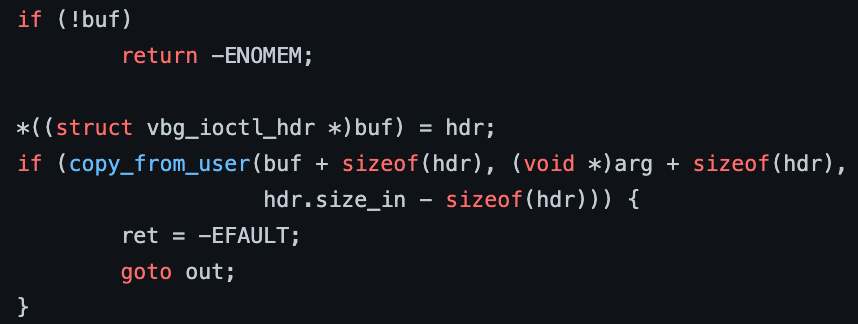 if (!buf)
        return -ENOMEM;

*((struct vbg_ioctl_hdr *)buf) = hdr;
if (copy_from_user(buf + sizeof(hdr), (void *)arg + sizeof(hdr),
                   hdr.size_in - sizeof(hdr))) {
        ret = -EFAULT;
        goto out;
}